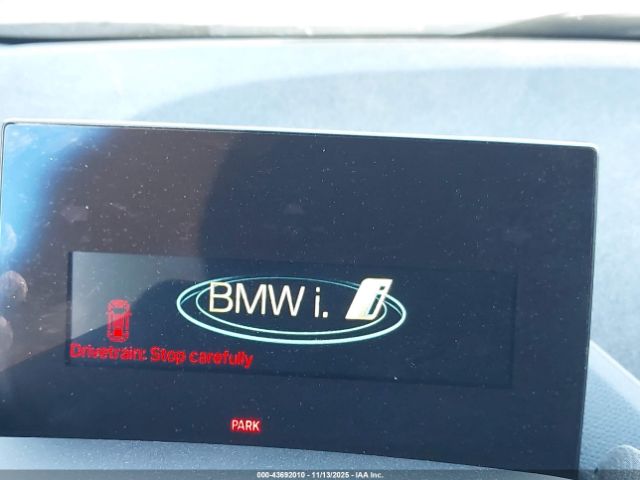 BMW i. i
Drivetrain: Stop carefully
PARK
000-43692010 - 11/13/2025 - IAA Inc.